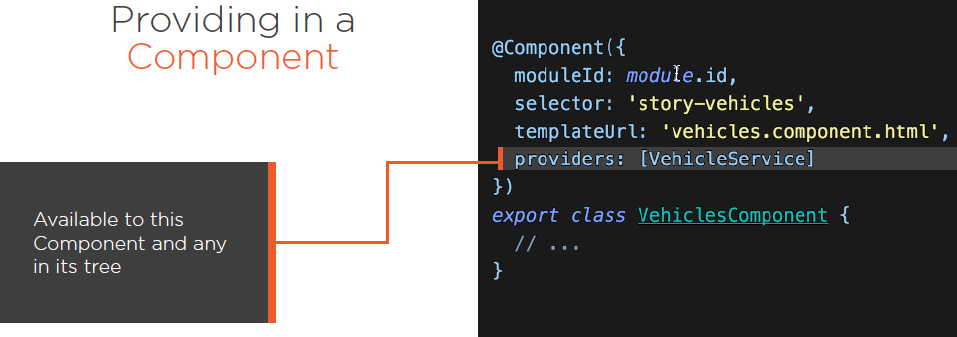 Providing in a
Component
Available to this
Component and any
in its tree
@Component({
  moduleId: module.id,
  selector: 'story-vehicles',
  templateUrl: 'vehicles.component.html',
  providers: [VehicleService]
})
export class VehiclesComponent {
  // ...
}